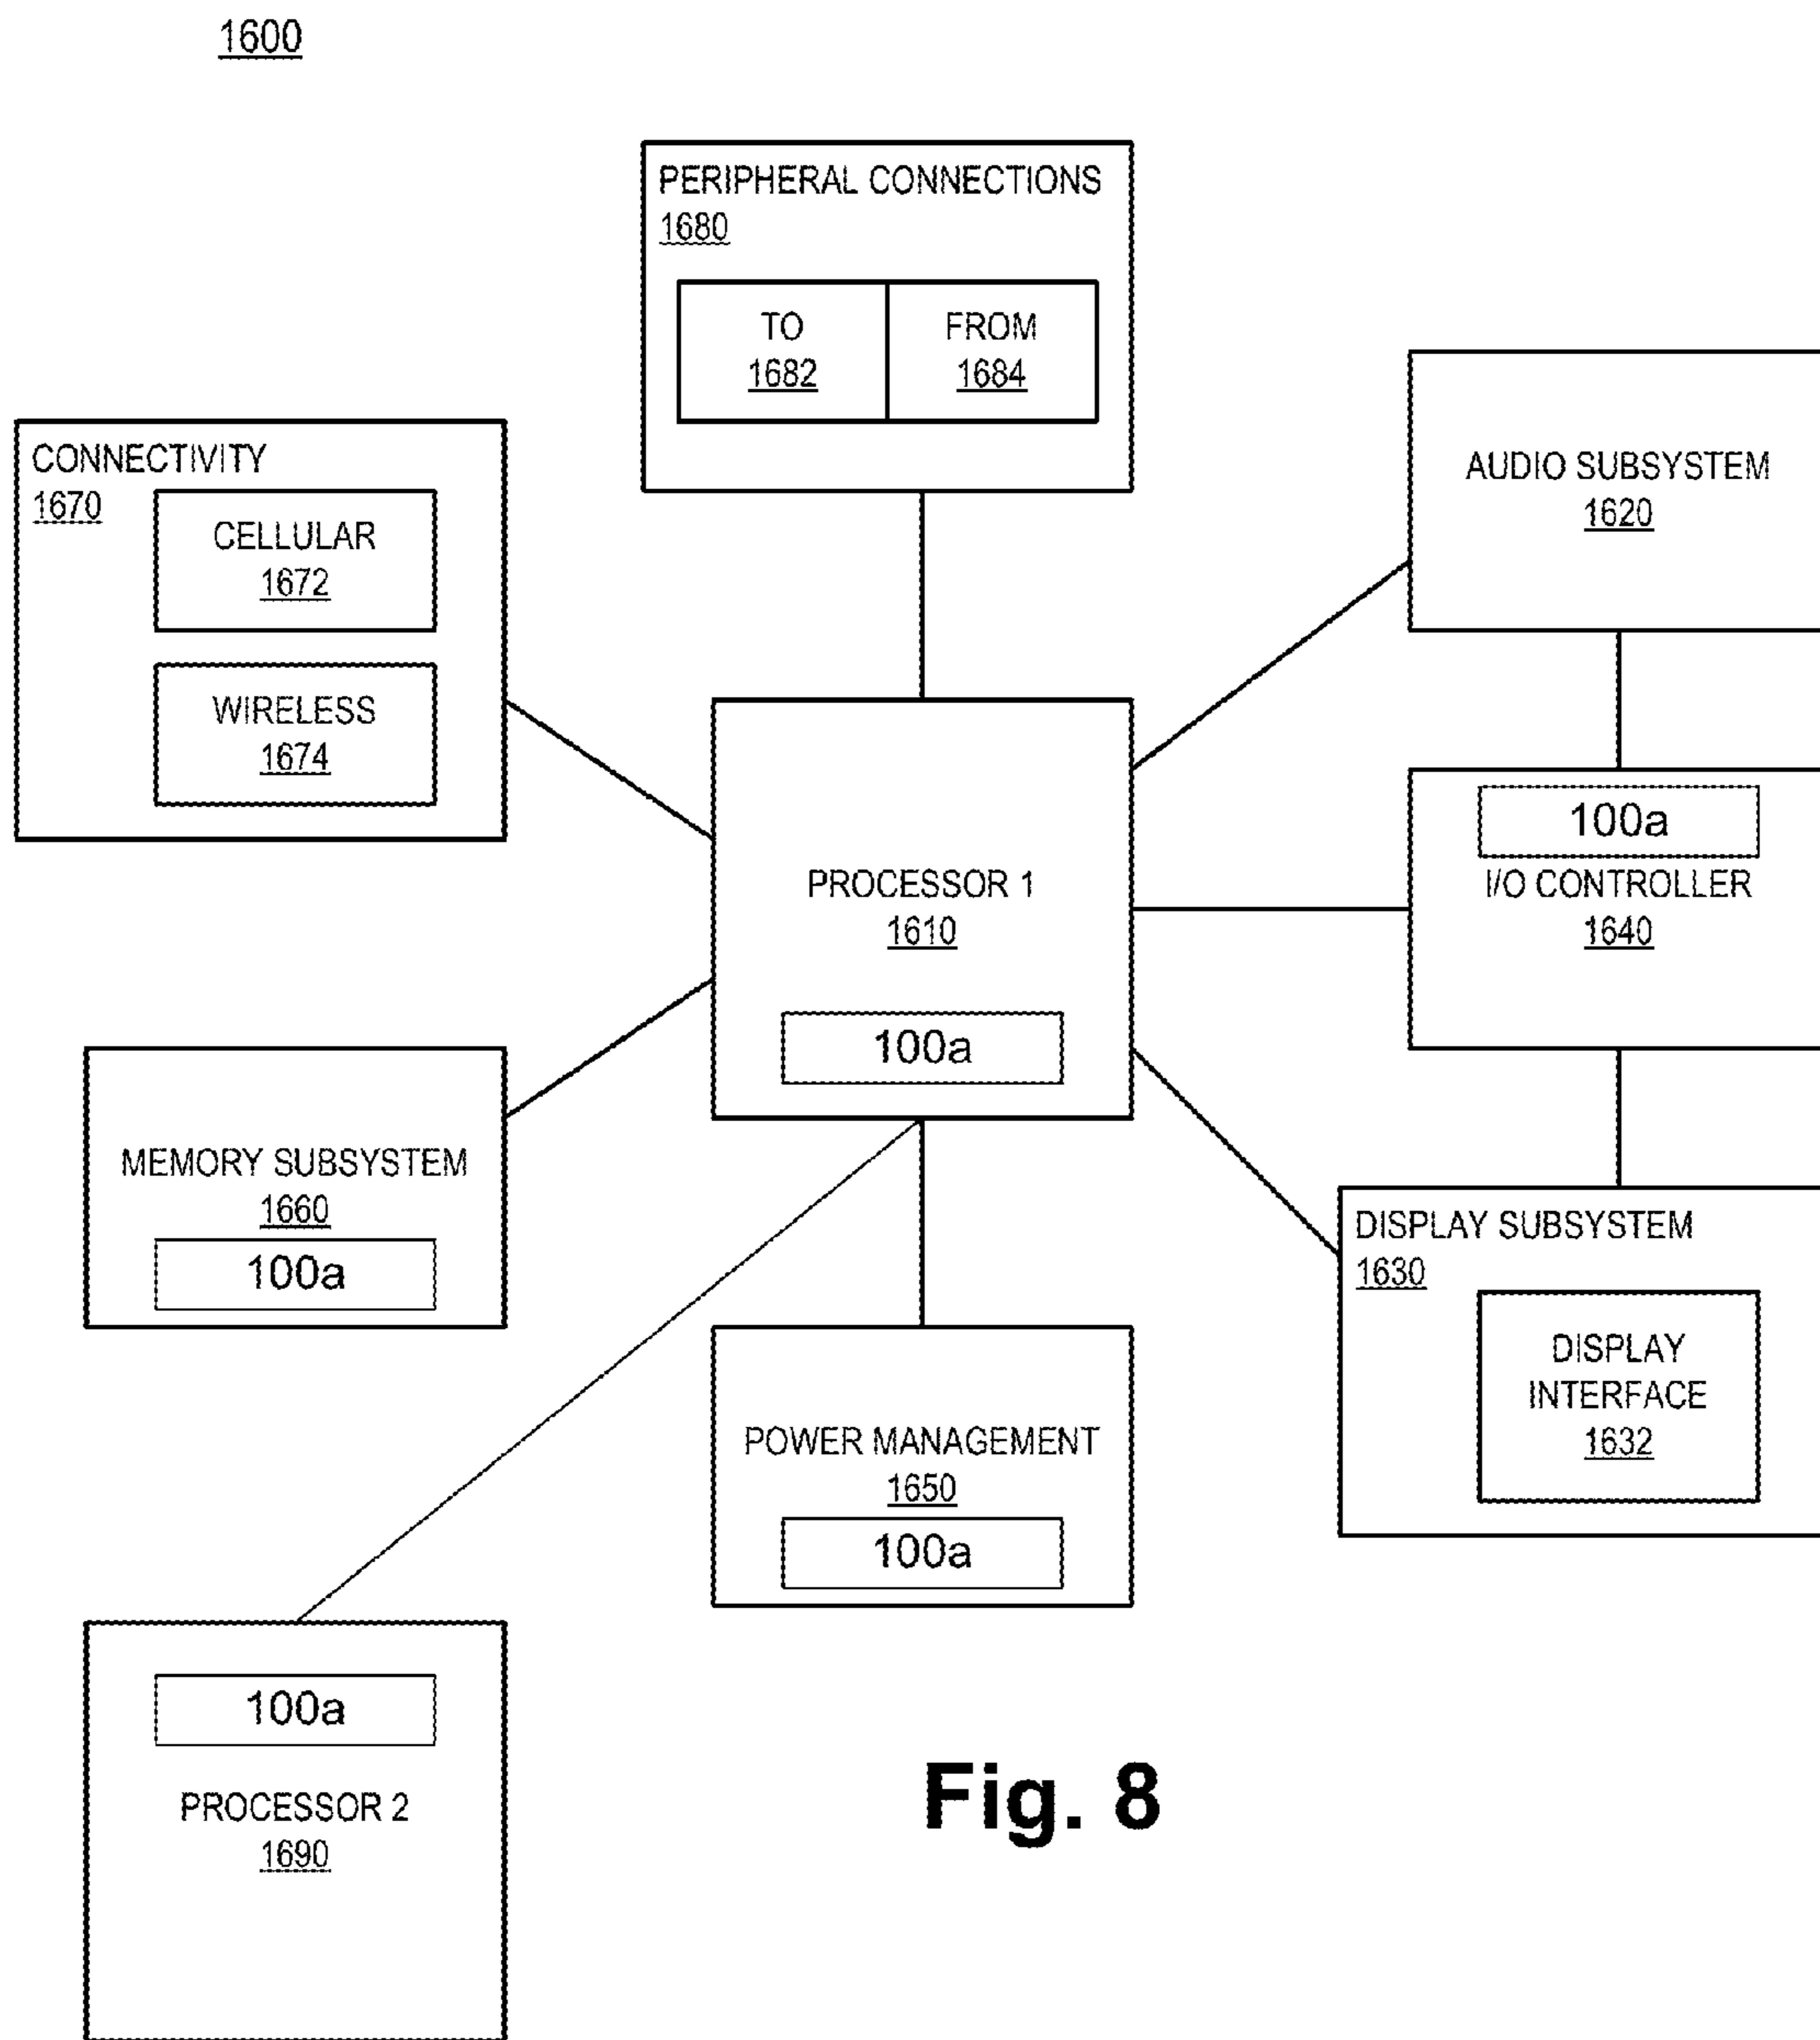 1600
PERIPHERAL CONNECTIONS
1680
TO
1682
FROM
1684
CONNECTIVITY
1670
CELLULAR
1672
WIRELESS
1674
AUDIO SUBSYSTEM
1620
PROCESSOR 1
1610
100a
100a
I/O CONTROLLER
1640
MEMORY SUBSYSTEM
1660
100a
DISPLAY SUBSYSTEM
1630
DISPLAY
INTERFACE
1632
POWER MANAGEMENT
1650
100a
100a
PROCESSOR 2
1690
Fig. 8